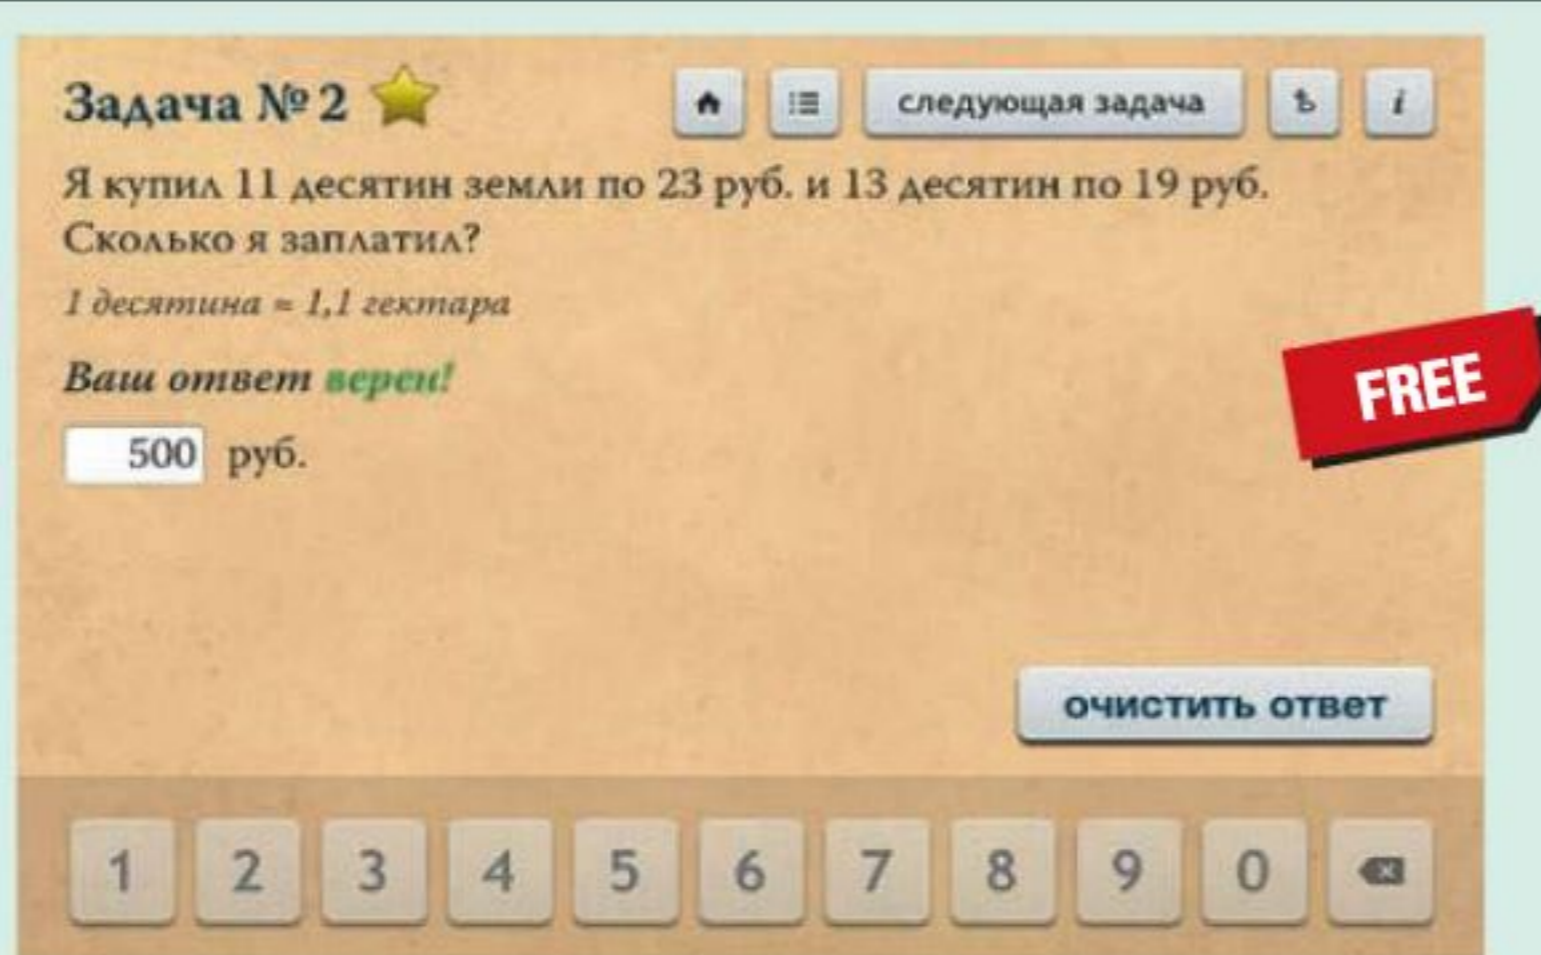 Задача № 2
следующая задача
ѣ
i
Я купил 11 десятин земли по 23 руб. и 13 десятин по 19 руб.
Сколько я заплатил?
1 десятина ≈ 1,1 гектара
Ваш ответ верен!
500 руб.
FREE
очистить ответ
1 2 3 4 5 6 7 8 9 0